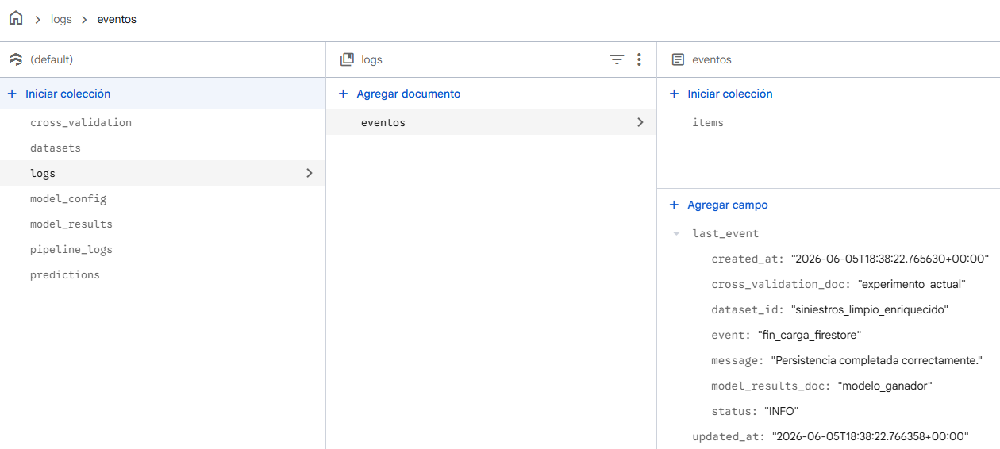 logs eventos
(default)
Iniciar colección
cross_validation
datasets
logs
model_config
model_results
pipeline_logs
predictions
logs
Agregar documento
eventos
eventos
Iniciar colección
items
Agregar campo
last_event
created_at: "2026-06-05T18:38:22.765630+00:00"
cross_validation_doc: "experimento_actual"
dataset_id: "siniestros_limpio_enriquecido"
event: "fin_carga_firestore"
message: "Persistencia completada correctamente."
model_results_doc: "modelo_ganador"
status: "INFO"
updated_at: "2026-06-05T18:38:22.766358+00:00"